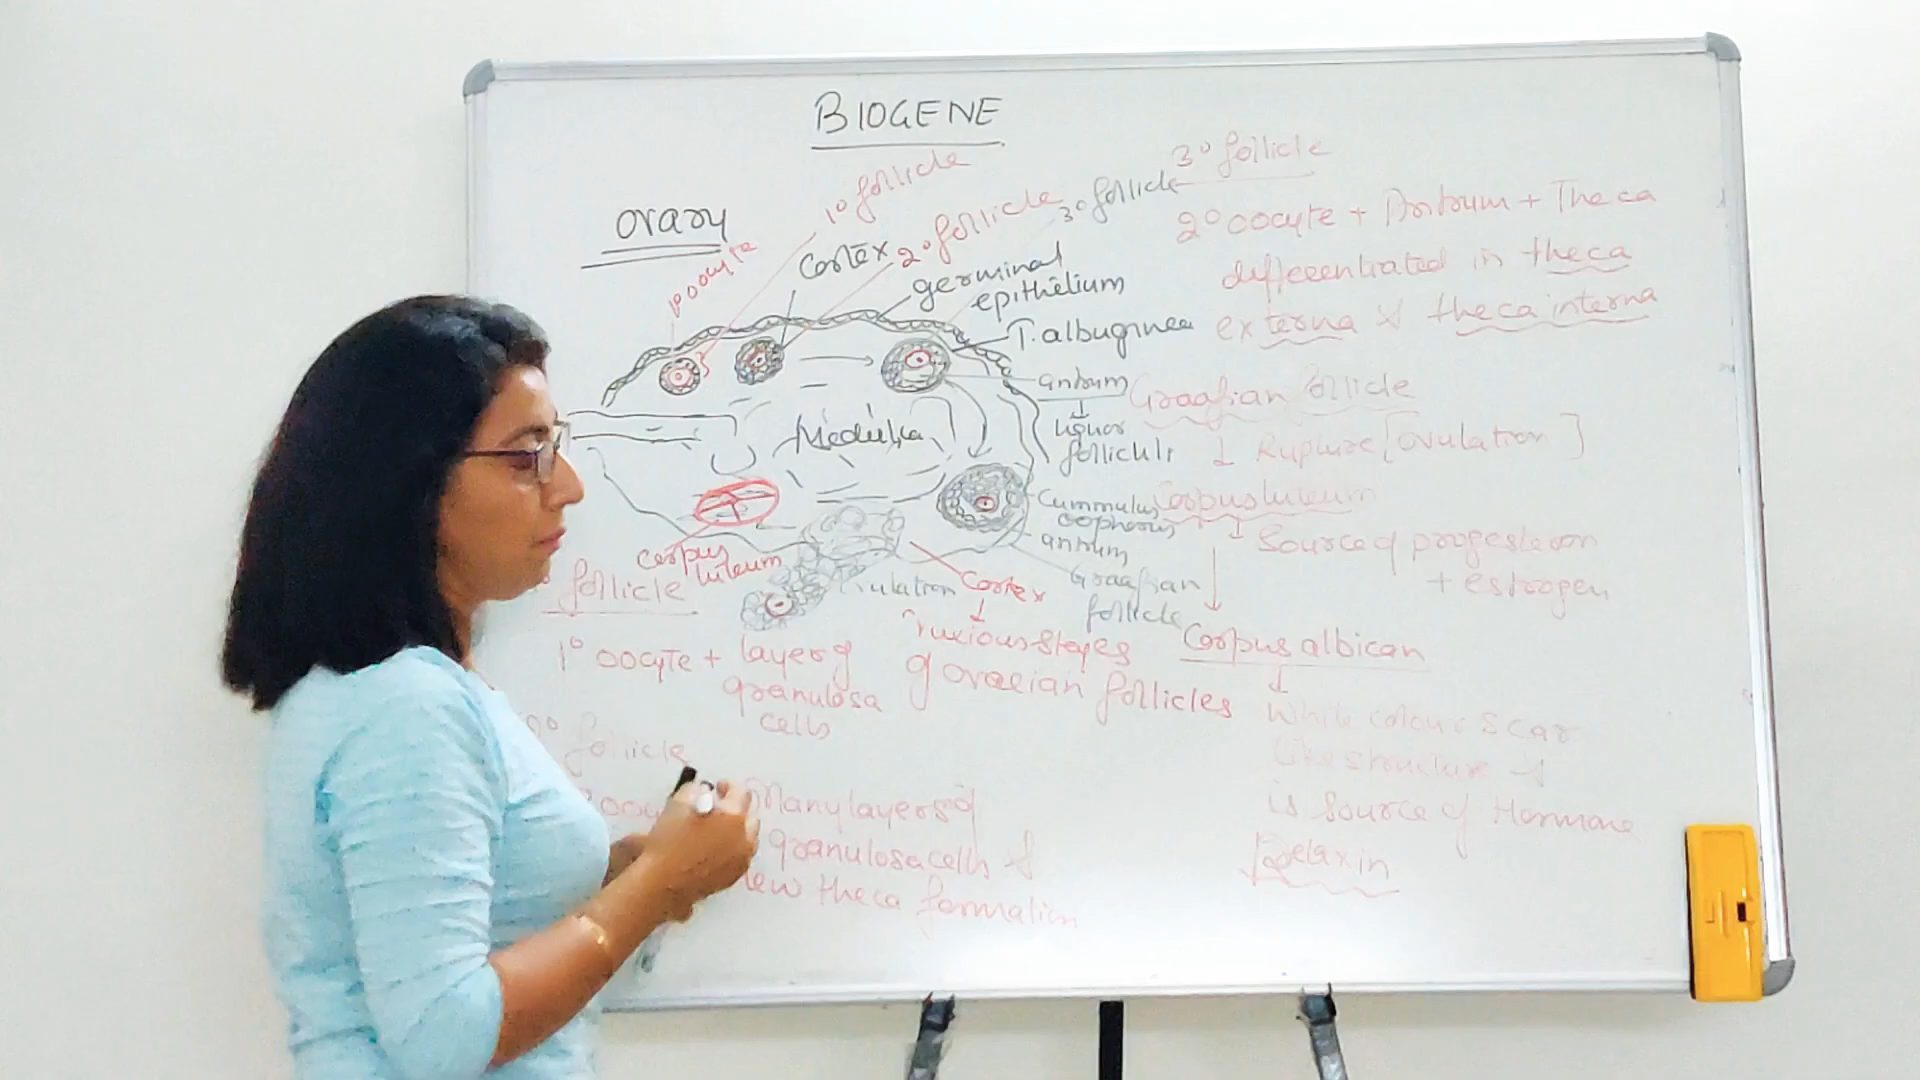 BIOGENE
ovary
1° oocyte
1° follicle
Cortex
2° follicle
3° follicle
germinal
epithelium
T. albuginea
antrum
↓
liquor
folliculi
Medulla
Cummulus
oophorus
antrum
Graafian
follicle
corpus
luteum
Cortex
↓
Various stages
of ovarian follicles
follicle
1° oocyte + layer of
granulosa
cells
follicle
Many layers of
granulosa cells &
new theca formation
3° follicle
2° oocyte + Antrum + Theca
differentiated in theca
externa & theca interna
Graafian follicle
↓ Rupture [ovulation]
Corpus luteum
↓ Source of progesteron
+ estrogen
Corpus albican
↓
White colour scar
like structure &
is source of Hormone
Relaxin